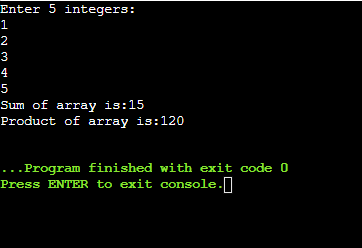 Enter 5 integers:
1
2
3
4
5
Sum of array is:15
Product of array is:120
...Program finished with exit code 0
Press ENTER to exit console.